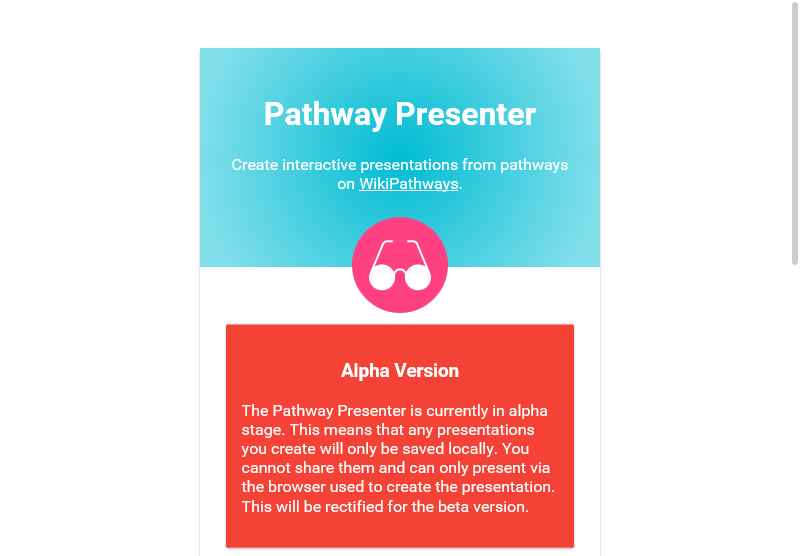 Pathway Presenter
Create interactive presentations from pathways
on WikiPathways.
Alpha Version
The Pathway Presenter is currently in alpha
stage. This means that any presentations
you create will only be saved locally. You
cannot share them and can only present via
the browser used to create the presentation.
This will be rectified for the beta version.